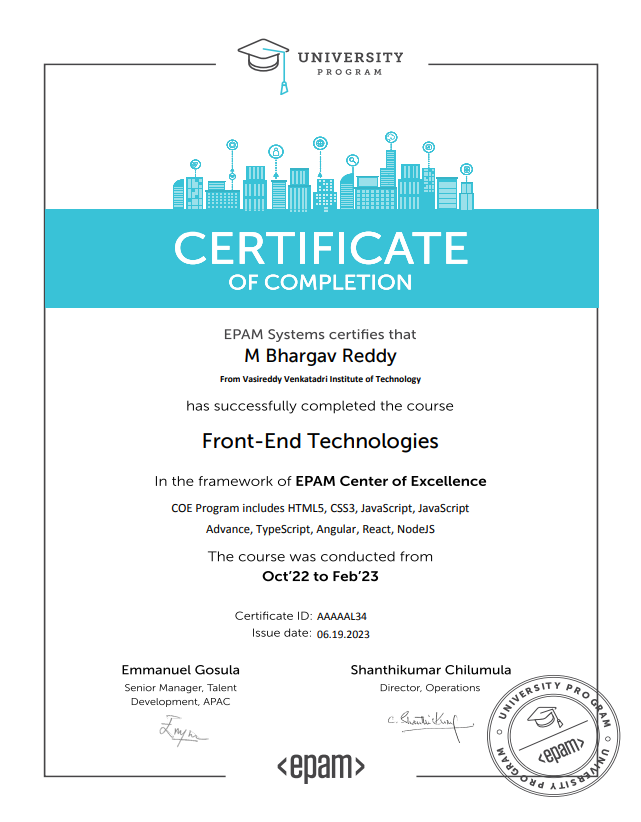 UNIVERSITY
PROGRAM
CERTIFICATE
OF COMPLETION
EPAM Systems certifies that
M Bhargav Reddy
From Vasireddy Venkatadri Institute of Technology
has successfully completed the course
Front-End Technologies
In the framework of EPAM Center of Excellence
COE Program includes HTML5, CSS3, JavaScript, JavaScript
Advance, TypeScript, Angular, React, NodeJS
The course was conducted from
Oct’22 to Feb’23
Certificate ID: AAAAAL34
Issue date: 06.19.2023
Emmanuel Gosula
Senior Manager, Talent
Development, APAC
Shanthikumar Chilumula
Director, Operations
UNIVERSITY PROGRAM
UNIVERSITY PROGRAM
<epam>
<epam>